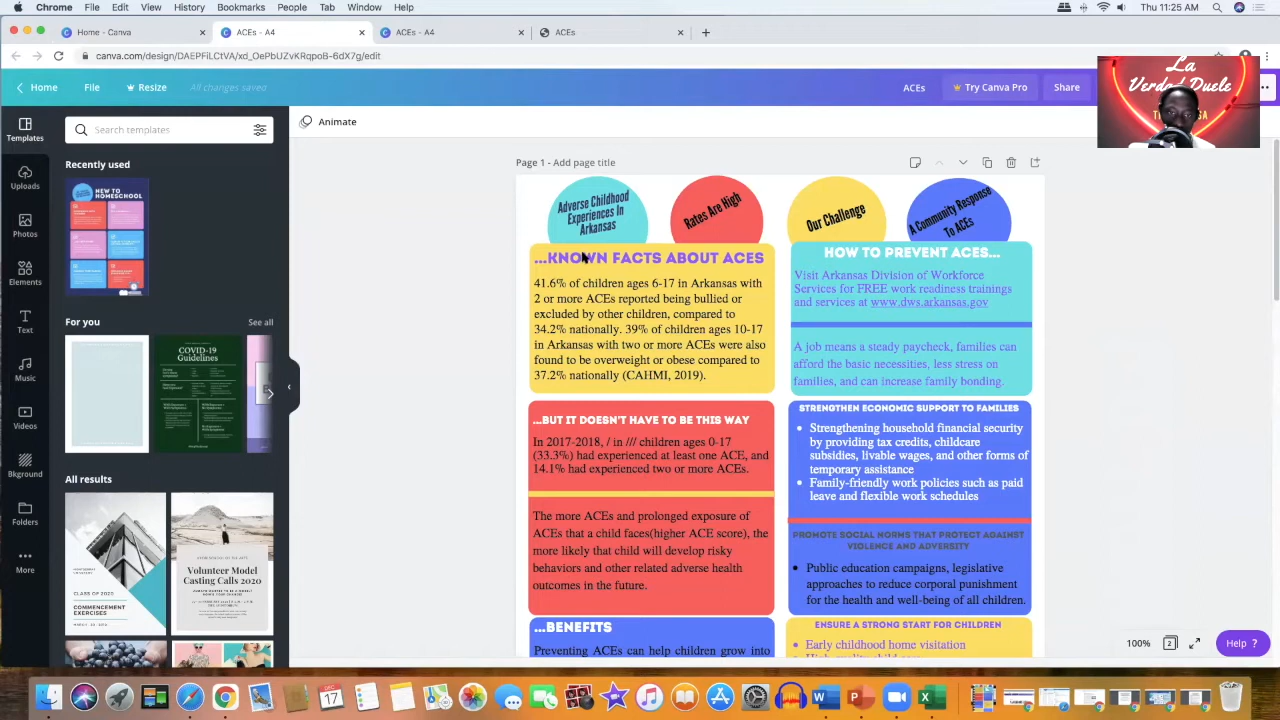 Chrome File Edit View History Bookmarks People Tab Window Help
Thu 11:25 AM
Home - Canva
ACEs - A4
ACEs - A4
ACEs
canva.com/design/DAEPFiLCtVA/xd_OePbUZvKRqpoB-6dX7g/edit
Home File Resize All changes saved
ACEs Try Canva Pro Share
La
Verdad Duele
Templates
Uploads
Photos
Elements
Text
Music
Videos
Bkground
Folders
More
Search templates
Recently used
NEW TO
HOMESCHOOL
For you See all
COVID-19
Guidelines
All results
CLASS OF 2020
COMMENCEMENT
EXERCISES
Volunteer Model
Casting Calls 2020
Animate
Page 1 - Add page title
Adverse Childhood
Experiences In
Arkansas
Rates Are High
Our Challenge
A Community Response
To ACEs
...KNOWN FACTS ABOUT ACES
41.6% of children ages 6-17 in Arkansas with
2 or more ACEs reported being bullied or
excluded by other children, compared to
34.2% nationally. 39% of children ages 10-17
in Arkansas with two or more ACEs were also
found to be overweight or obese compared to
37.2% nationally (CAHMI, 2019).
...BUT IT DOESN'T HAVE TO BE THIS WAY
In 2017-2018, / in /// children ages 0-17
(33.3%) had experienced at least one ACE, and
14.1% had experienced two or more ACEs.
The more ACEs and prolonged exposure of
ACEs that a child faces(higher ACE score), the
more likely that child will develop risky
behaviors and other related adverse health
outcomes in the future.
...BENEFITS
Preventing ACEs can help children grow into
HOW TO PREVENT ACES...
Visit Arkansas Division of Workforce
Services for FREE work readiness trainings
and services at www.dws.arkansas.gov
A job means a steady paycheck, families can
afford the basic necessities, less stress on
families, and can promote family bonding.
STRENGTHEN ECONOMIC SUPPORT TO FAMILIES
Strengthening household financial security
by providing tax credits, childcare
subsidies, livable wages, and other forms of
temporary assistance
Family-friendly work policies such as paid
leave and flexible work schedules
PROMOTE SOCIAL NORMS THAT PROTECT AGAINST
VIOLENCE AND ADVERSITY
Public education campaigns, legislative
approaches to reduce corporal punishment
for the health and well-being of all children.
ENSURE A STRONG START FOR CHILDREN
Early childhood home visitation
100% 2 Help ?
DEC
17